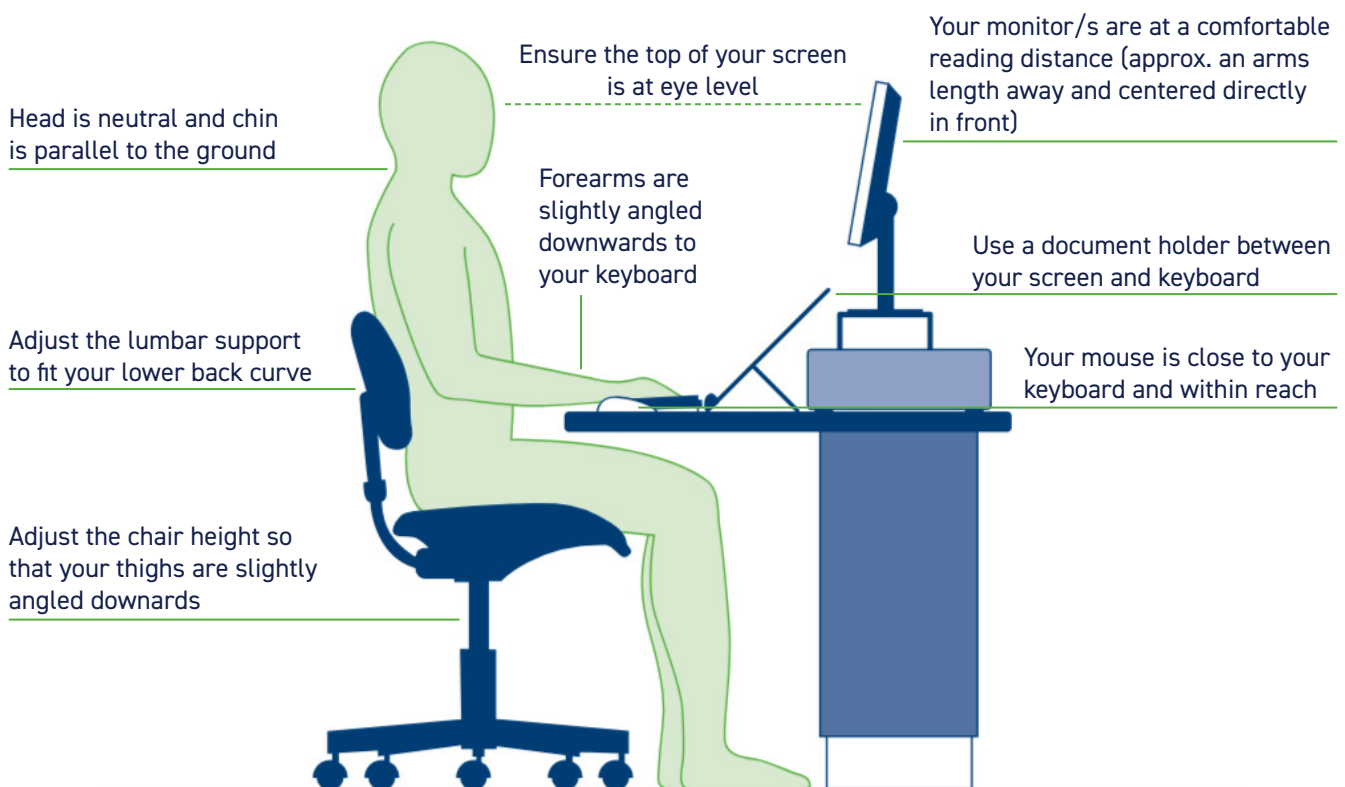 Head is neutral and chin
is parallel to the ground
Ensure the top of your screen
is at eye level
Your monitor/s are at a comfortable
reading distance (approx. an arms
length away and centered directly
in front)
Forearms are
slightly angled
downwards to
your keyboard
Use a document holder between
your screen and keyboard
Adjust the lumbar support
to fit your lower back curve
Your mouse is close to your
keyboard and within reach
Adjust the chair height so
that your thighs are slightly
angled downards